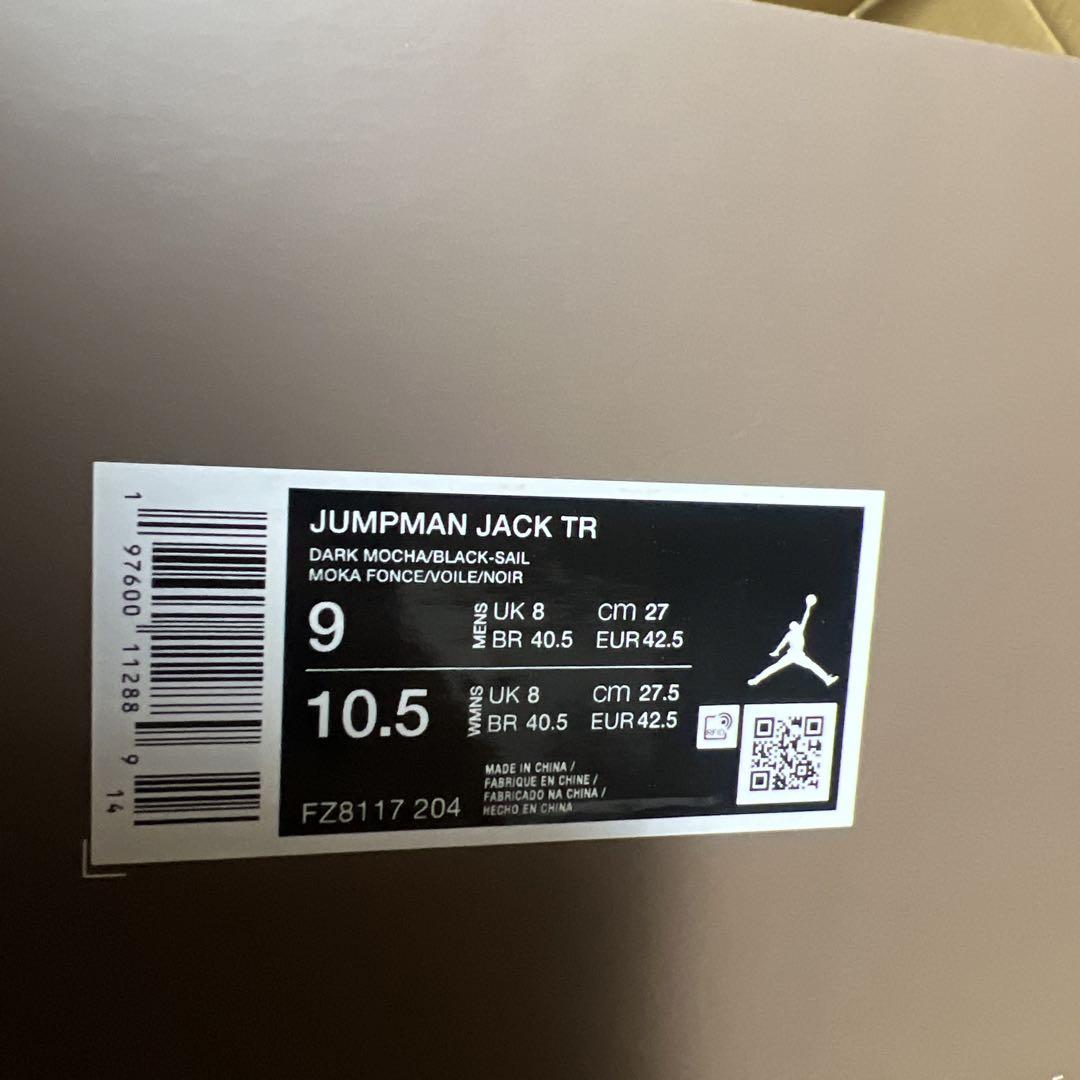 JUMPMAN JACK TR
DARK MOCHA/BLACK-SAIL
MOKA FONCE/VOILE/NOIR
9 MENS UK 8 cm 27
BR 40.5 EUR 42.5
10.5 WMNS UK 8 cm 27.5
BR 40.5 EUR 42.5
RFID
MADE IN CHINA /
FABRIQUE EN CHINE /
FABRICADO NA CHINA /
HECHO EN CHINA
FZ8117 204
1 97600 11288 9 14